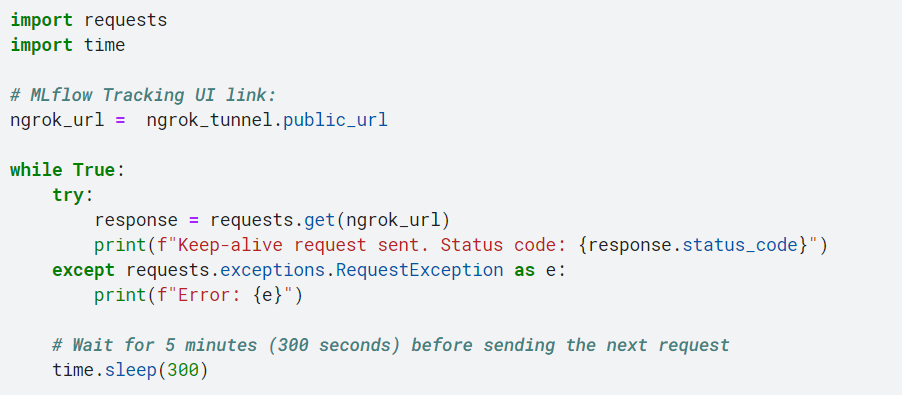 import requests
import time
# MLflow Tracking UI link:
ngrok_url =  ngrok_tunnel.public_url
while True:
    try:
        response = requests.get(ngrok_url)
        print(f"Keep-alive request sent. Status code: {response.status_code}")
    except requests.exceptions.RequestException as e:
        print(f"Error: {e}")
    # Wait for 5 minutes (300 seconds) before sending the next request
    time.sleep(300)